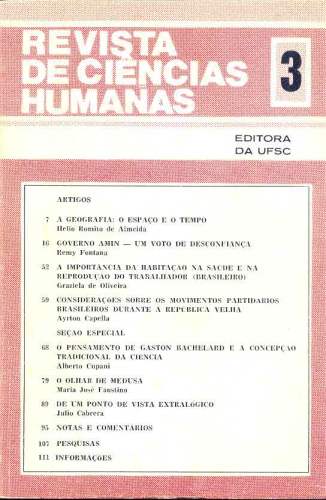 REVISTA
DE CIÊNCIAS
HUMANAS
3
EDITORA
DA UFSC
ARTIGOS
7 A GEOGRAFIA: O ESPAÇO E O TEMPO
Helio Romito de Almeida
16 GOVERNO AMIN — UM VOTO DE DESCONFIANÇA
Remy Fontana
52 A IMPORTÂNCIA DA HABITAÇÃO NA SAÚDE E NA
REPRODUÇÃO DO TRABALHADOR (BRASILEIRO)
Graziela de Oliveira
59 CONSIDERAÇÕES SOBRE OS MOVIMENTOS PARTIDÁRIOS
BRASILEIROS DURANTE A REPÚBLICA VELHA
Ayrton Capella
SEÇÃO ESPECIAL
68 O PENSAMENTO DE GASTON BACHELARD E A CONCEPÇÃO
TRADICIONAL DA CIÊNCIA
Alberto Cupani
79 O OLHAR DE MEDUSA
Maria José Faustino
89 DE UM PONTO DE VISTA EXTRALÓGICO
Julio Cabrera
95 NOTAS E COMENTÁRIOS
107 PESQUISAS
111 INFORMAÇÕES